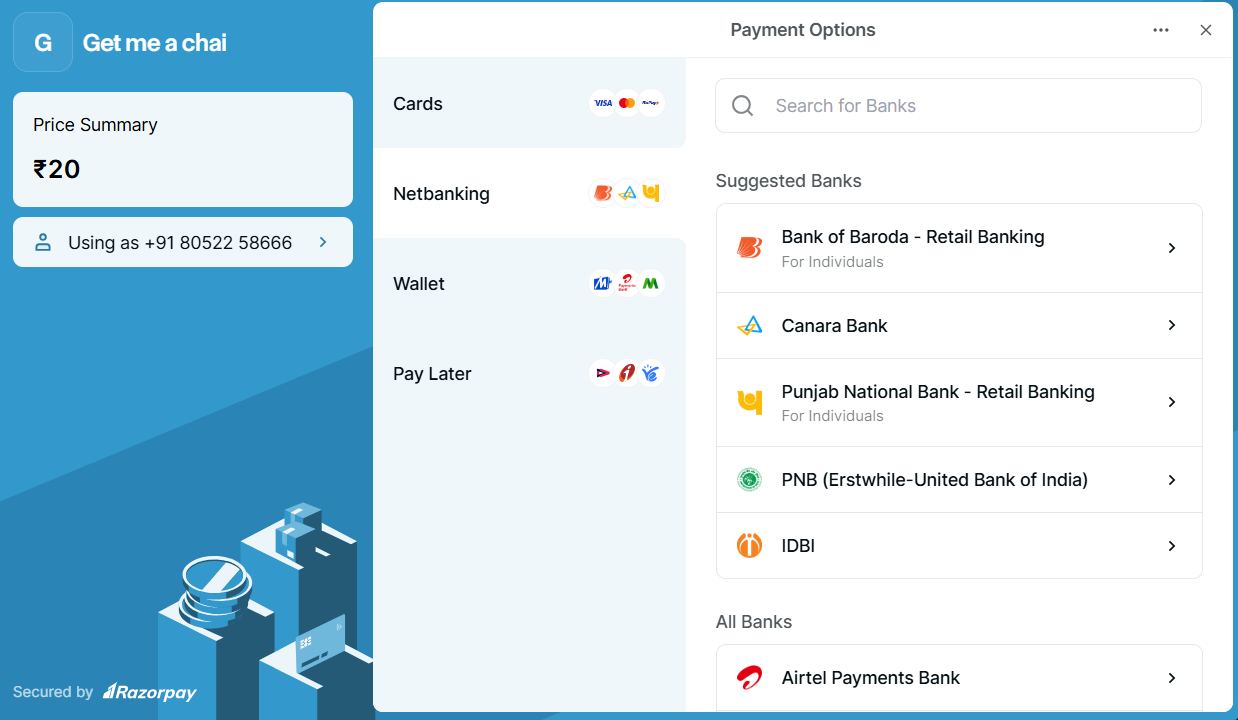 G
Get me a chai
Price Summary
₹20
Using as +91 80522 58666
Secured by Razorpay
Payment Options
Cards
VISA
RuPay
Netbanking
Wallet
Pay Later
Search for Banks
Suggested Banks
Bank of Baroda - Retail Banking
For Individuals
Canara Bank
Punjab National Bank - Retail Banking
For Individuals
PNB (Erstwhile-United Bank of India)
IDBI
All Banks
Airtel Payments Bank